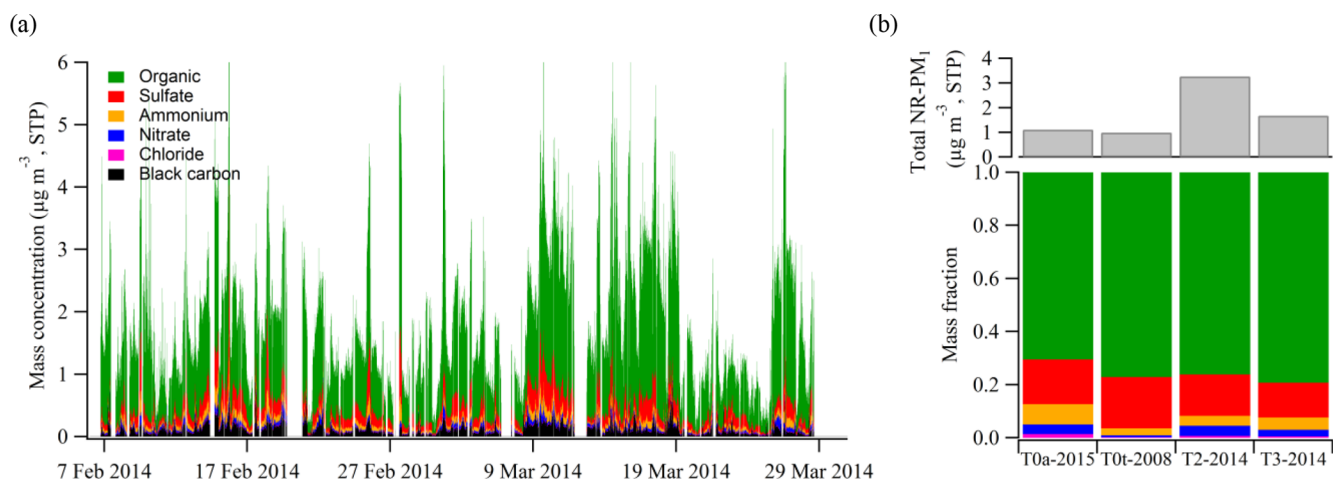 (a)
Mass concentration (µg m⁻³, STP)
6
5
4
3
2
1
0
Organic
Sulfate
Ammonium
Nitrate
Chloride
Black carbon
7 Feb 2014
17 Feb 2014
27 Feb 2014
9 Mar 2014
19 Mar 2014
29 Mar 2014
(b)
Total NR-PM₁
(µg m⁻³, STP)
4
3
2
1
0
Mass fraction
1.0
0.8
0.6
0.4
0.2
0.0
T0a-2015
T0t-2008
T2-2014
T3-2014